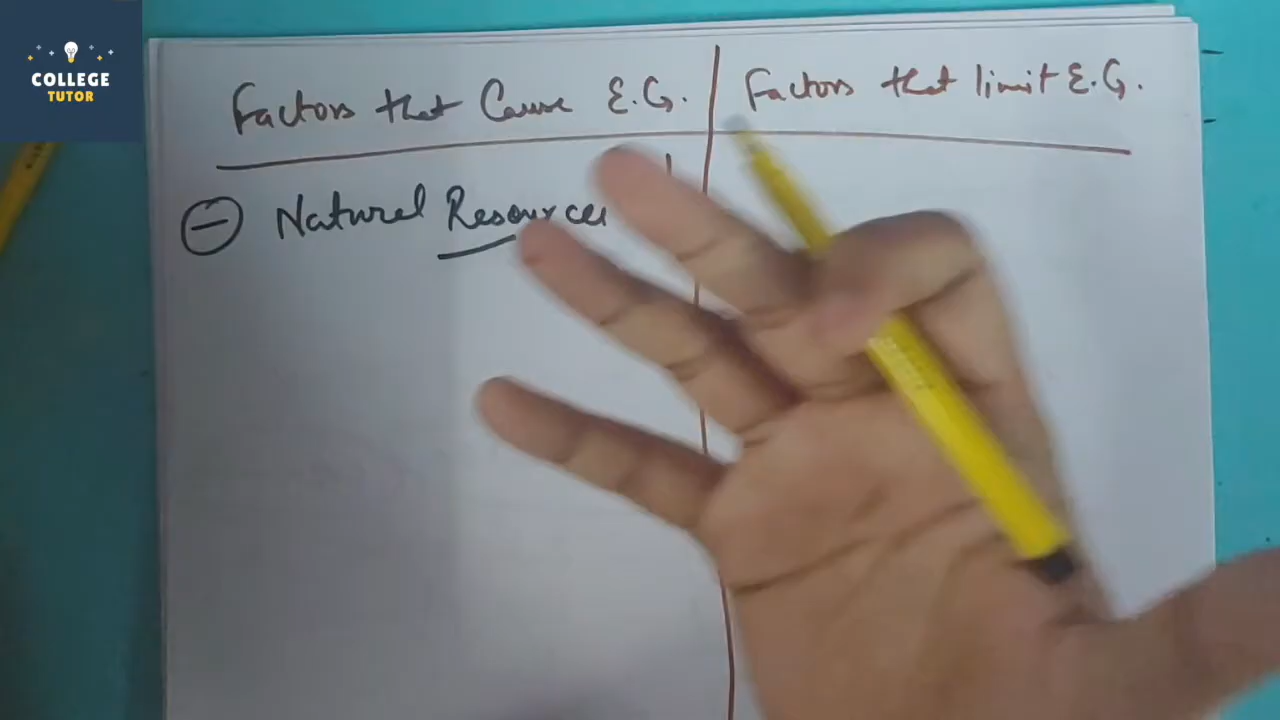 COLLEGE
TUTOR
Factors that Cause E.G.
Factors that limit E.G.
Natural Resources